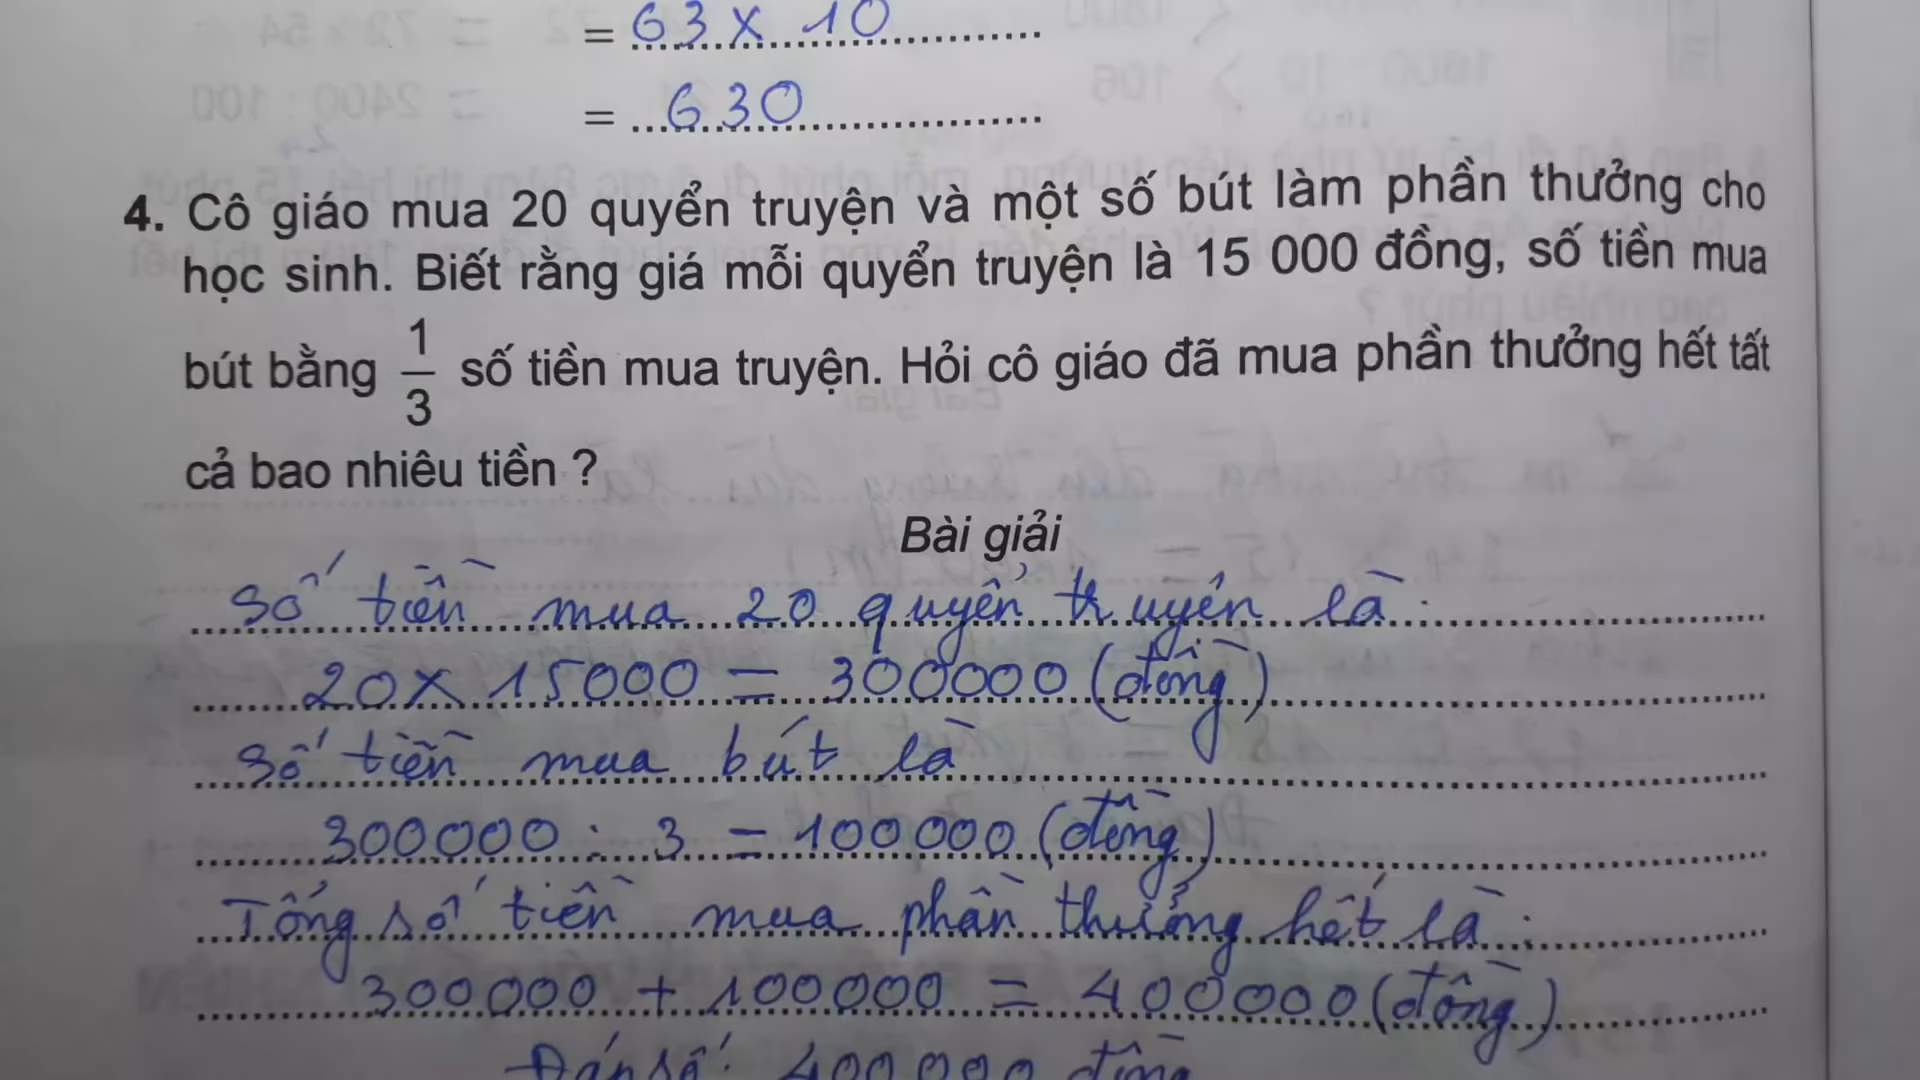 = 63 x 10
= 630
4. Cô giáo mua 20 quyển truyện và một số bút làm phần thưởng cho
học sinh. Biết rằng giá mỗi quyển truyện là 15 000 đồng, số tiền mua
bút bằng 1/3 số tiền mua truyện. Hỏi cô giáo đã mua phần thưởng hết tất
cả bao nhiêu tiền ?
Bài giải
Số tiền mua 20 quyển truyện là :
20 x 15000 = 300000 (đồng)
Số tiền mua bút là
300000 : 3 = 100000 (đồng)
Tổng số tiền mua phần thưởng hết là :
300000 + 100000 = 400000 (đồng)
Đáp số: 400000 đồng